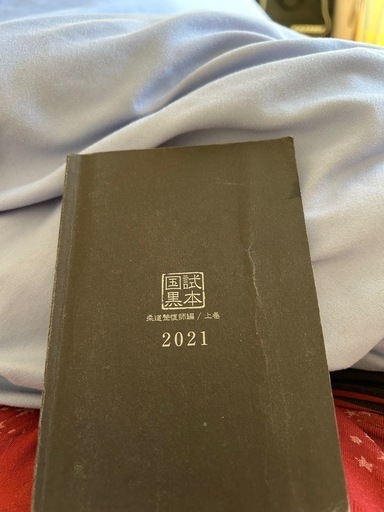 国試
黒本
柔道整復師編 / 上巻
2021